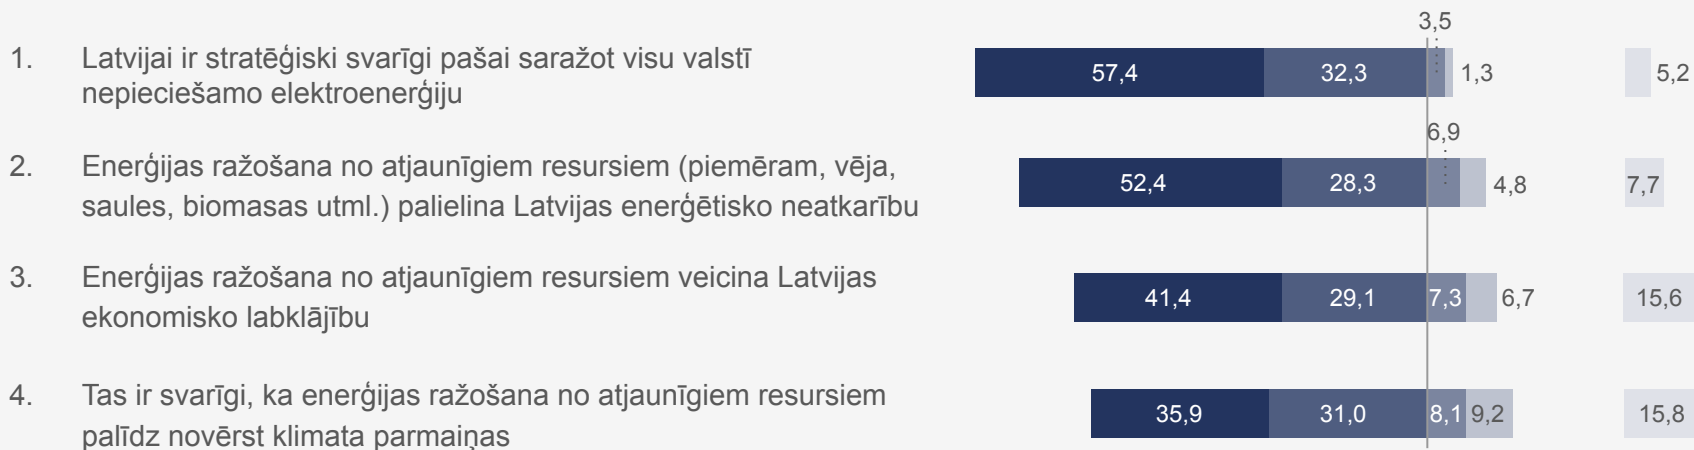 3,5
1. Latvijai ir stratēģiski svarīgi pašai saražot visu valstī
nepieciešamo elektroenerģiju
57,4 32,3 1,3 5,2
6,9
2. Enerģijas ražošana no atjaunīgiem resursiem (piemēram, vēja,
saules, biomasas utml.) palielina Latvijas enerģētisko neatkarību
52,4 28,3 4,8 7,7
3. Enerģijas ražošana no atjaunīgiem resursiem veicina Latvijas
ekonomisko labklājību
41,4 29,1 7,3 6,7 15,6
4. Tas ir svarīgi, ka enerģijas ražošana no atjaunīgiem resursiem
palīdz novērst klimata parmaiņas
35,9 31,0 8,1 9,2 15,8